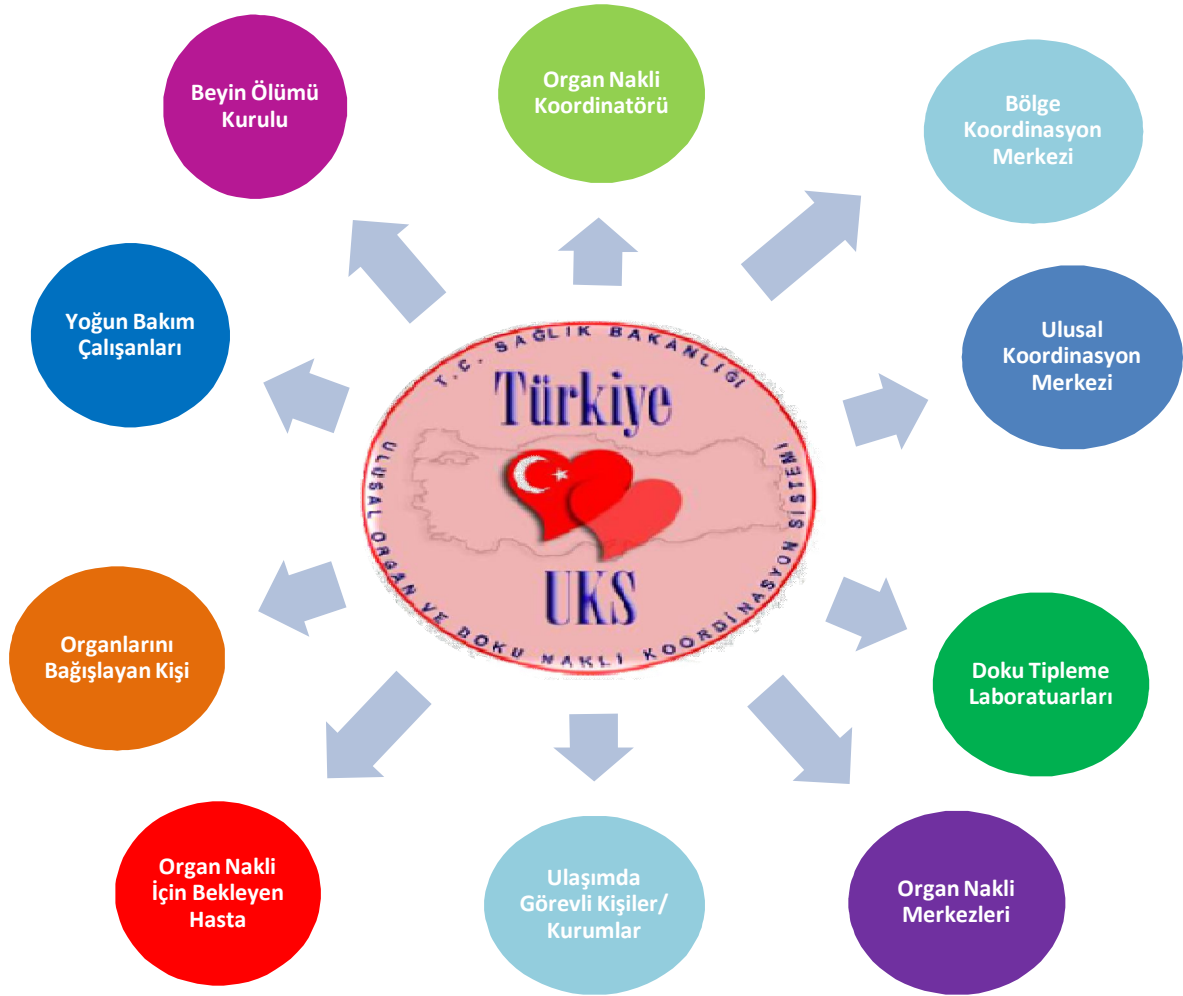 Beyin Ölümü
Kurulu
Organ Nakli
Koordinatörü
Bölge
Koordinasyon
Merkezi
Yoğun Bakım
Çalışanları
Ulusal
Koordinasyon
Merkezi
T.C. SAĞLIK BAKANLIĞI
Türkiye
UKS
ULUSAL ORGAN VE DOKU NAKLİ KOORDİNASYON SİSTEMİ
Organlarını
Bağışlayan Kişi
Doku Tipleme
Laboratuarları
Organ Nakli
İçin Bekleyen
Hasta
Ulaşımda
Görevli Kişiler/
Kurumlar
Organ Nakli
Merkezleri